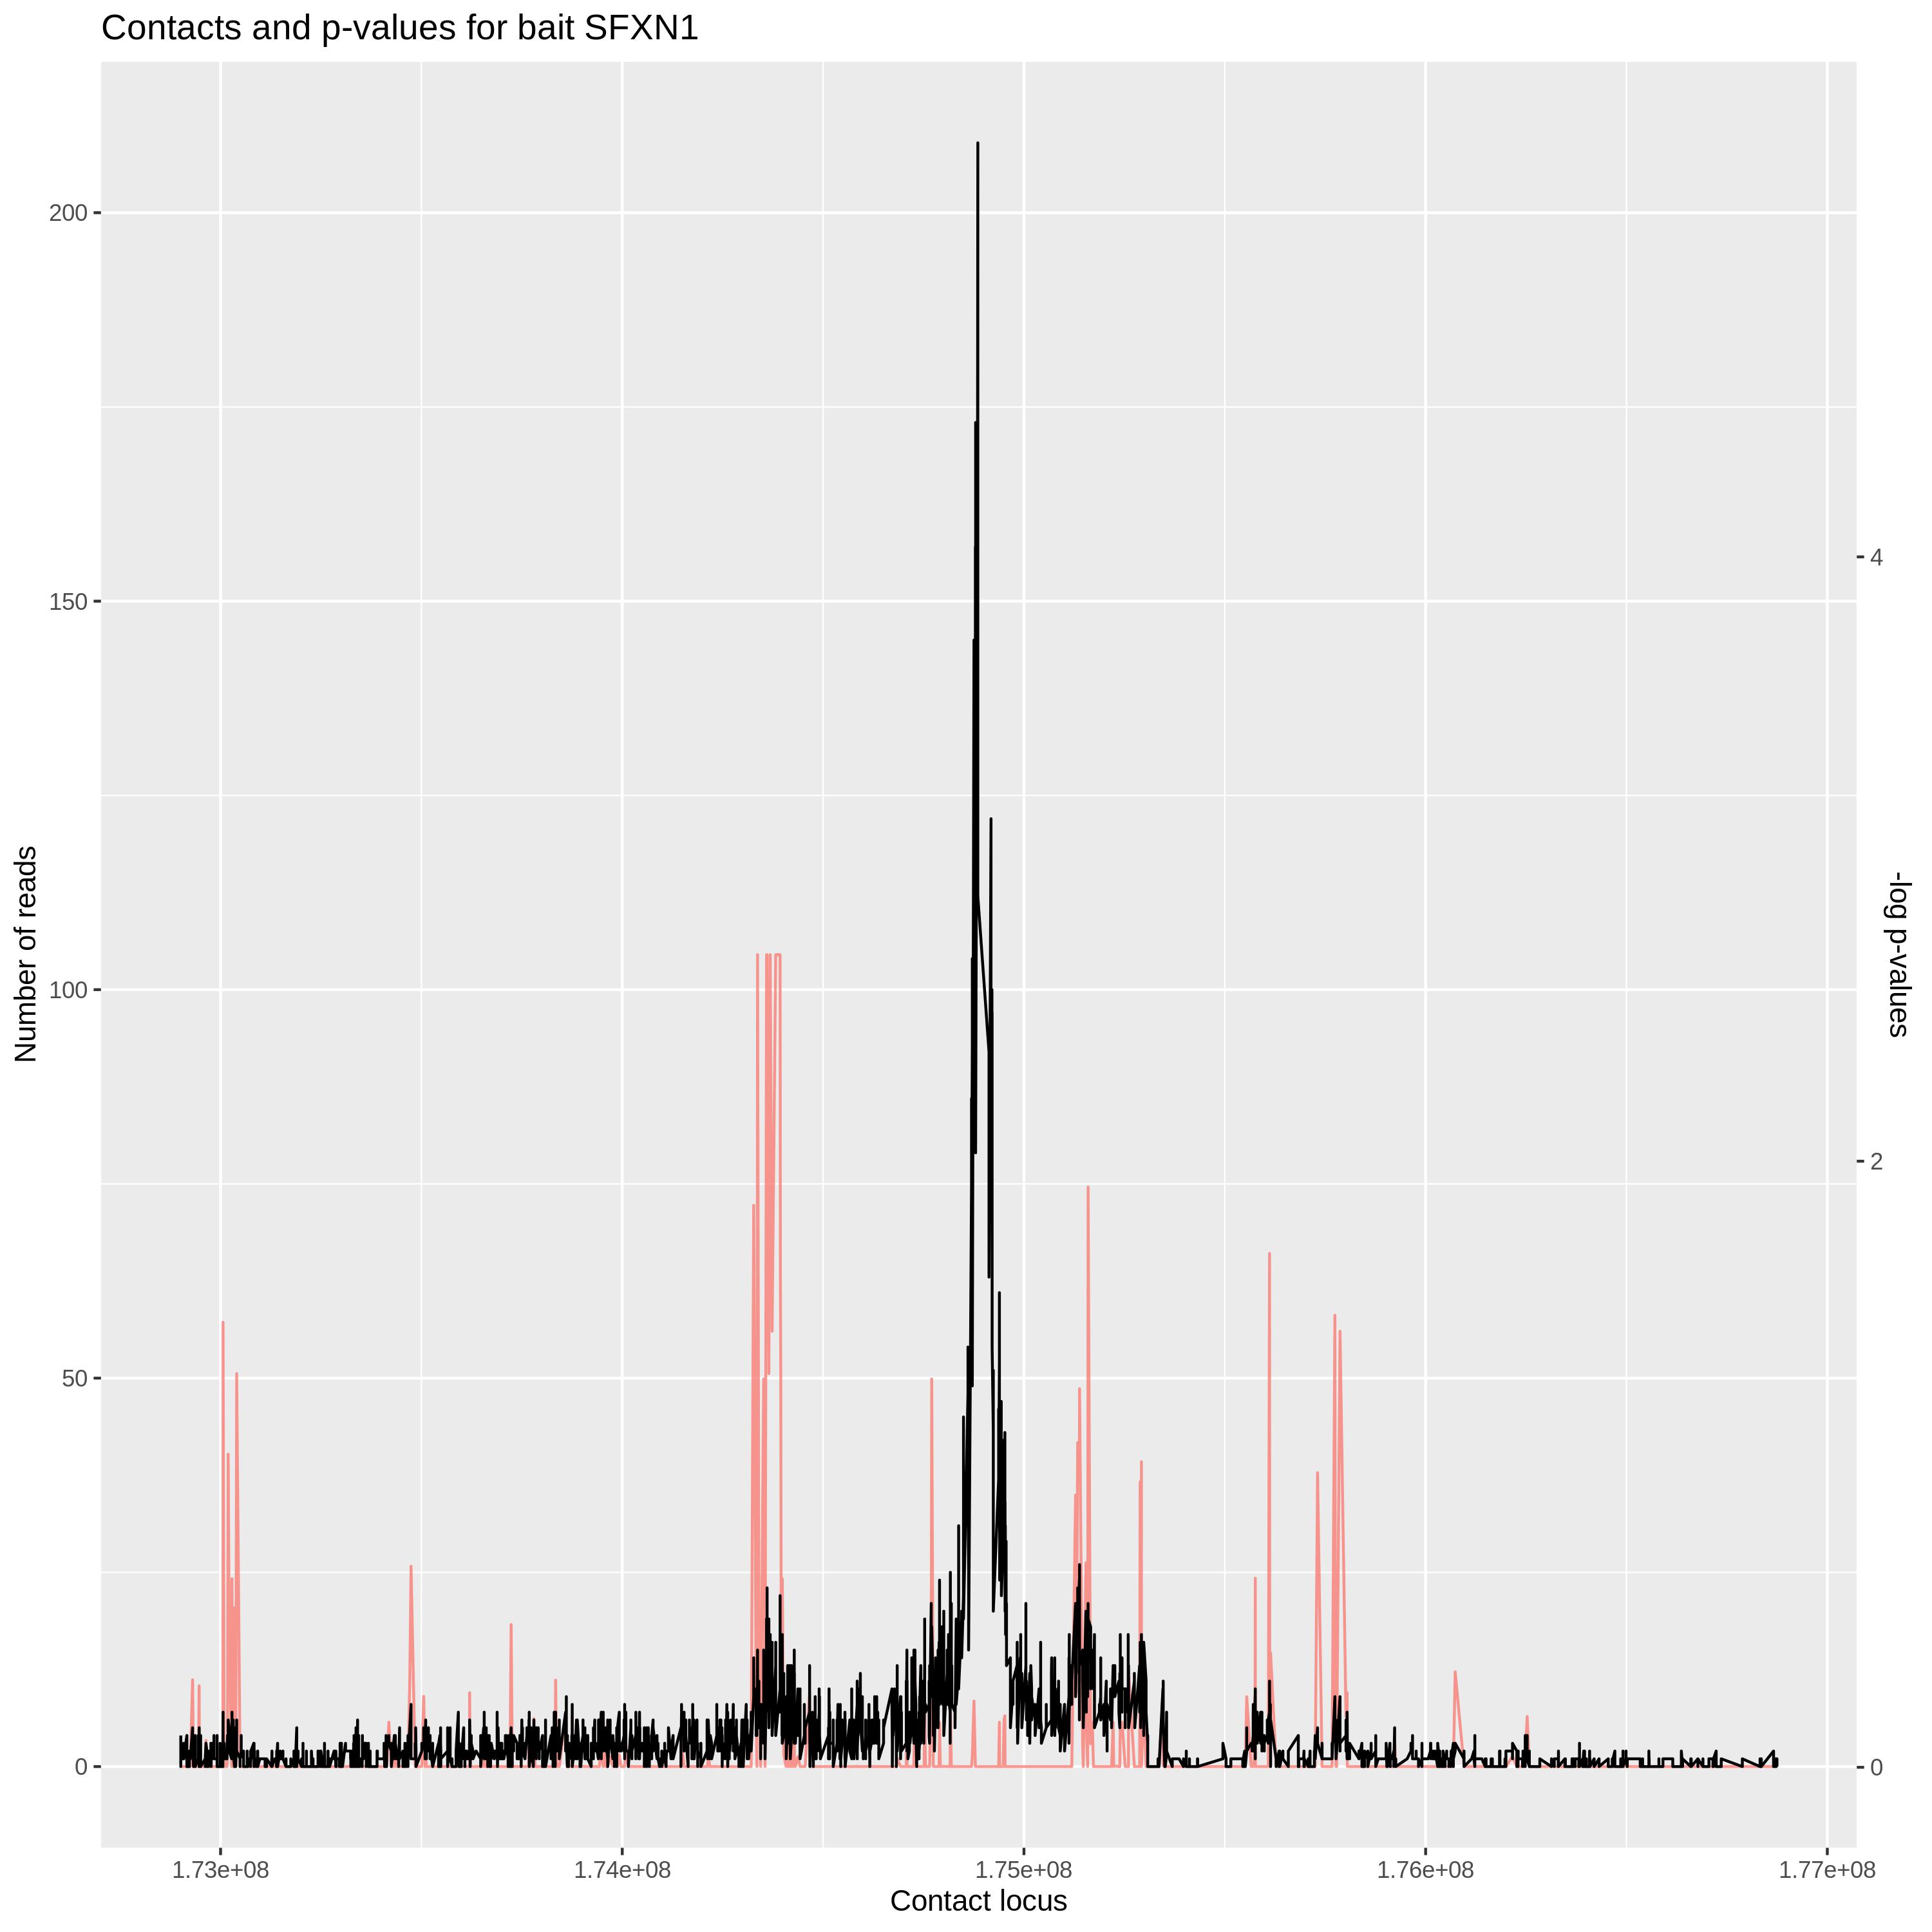 Contacts and p-values for bait SFXN1
Number of reads
200
150
100
50
0
4
2
0
-log p-values
1.73e+08
1.74e+08
1.75e+08
1.76e+08
1.77e+08
Contact locus